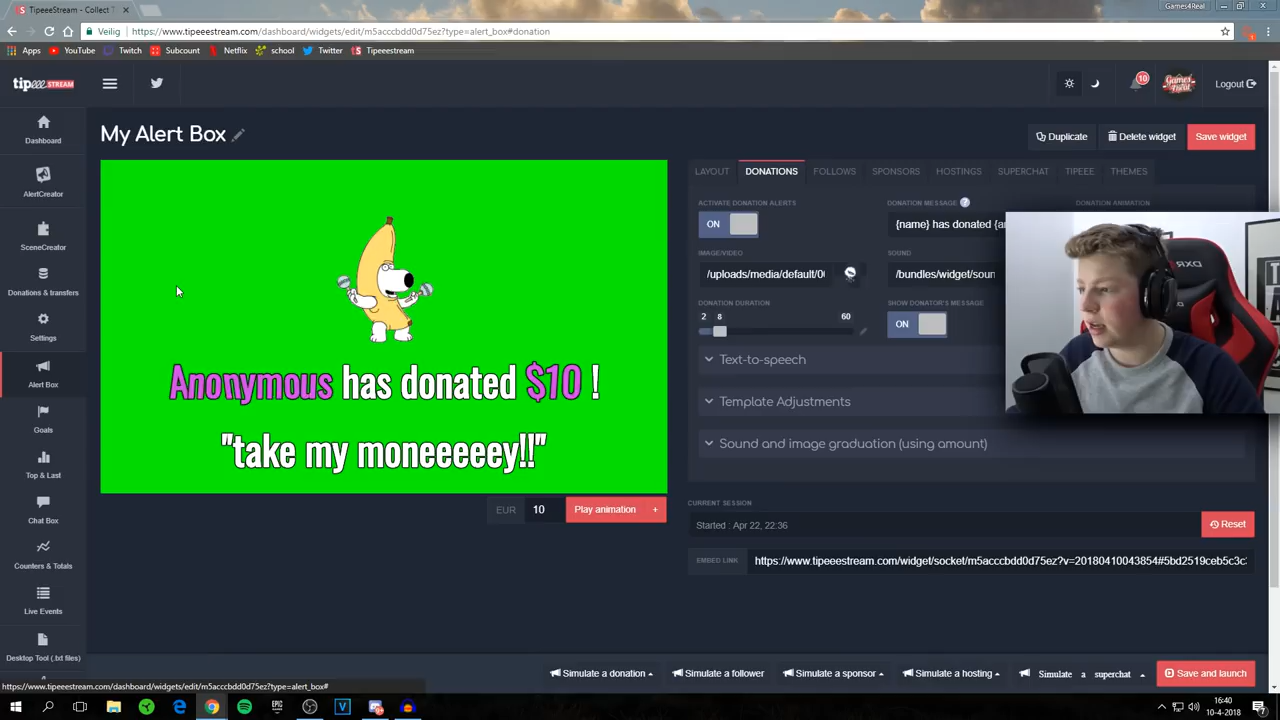 TipeeeStream - Collect T
Games4Real
Veilig
https://www.tipeeestream.com/dashboard/widgets/edit/m5acccbdd0d75ez?type=alert_box#donation
Apps YouTube Twitch Subcount Netflix school Twitter Tipeeestream
tipeee STREAM
10
Logout
Dashboard
AlertCreator
SceneCreator
Donations & transfers
Settings
Alert Box
Goals
Top & Last
Chat Box
Counters & Totals
Live Events
Desktop Tool (.txt files)
My Alert Box
Duplicate Delete widget Save widget
Anonymous has donated $10 !
"take my moneeeeey!!"
EUR 10 Play animation +
LAYOUT DONATIONS FOLLOWS SPONSORS HOSTINGS SUPERCHAT TIPEEE THEMES
ACTIVATE DONATION ALERTS DONATION MESSAGE ? DONATION ANIMATION
ON {name} has donated {a
IMAGE/VIDEO SOUND
/uploads/media/default/0 /bundles/widget/soun
DONATION DURATION SHOW DONATOR'S MESSAGE
2 8 60 ON
Text-to-speech
Template Adjustments
Sound and image graduation (using amount)
DXR
CURRENT SESSION
Started : Apr 22, 22:36 Reset
EMBED LINK https://www.tipeeestream.com/widget/socket/m5acccbdd0d75ez?v=20180410043854#5bd2519ceb5c3c
Simulate a donation Simulate a follower Simulate a sponsor Simulate a hosting Simulate a superchat Save and launch
https://www.tipeeestream.com/dashboard/widgets/edit/m5acccbdd0d75ez?type=alert_box#
EPIC
V
16:40
10-4-2018